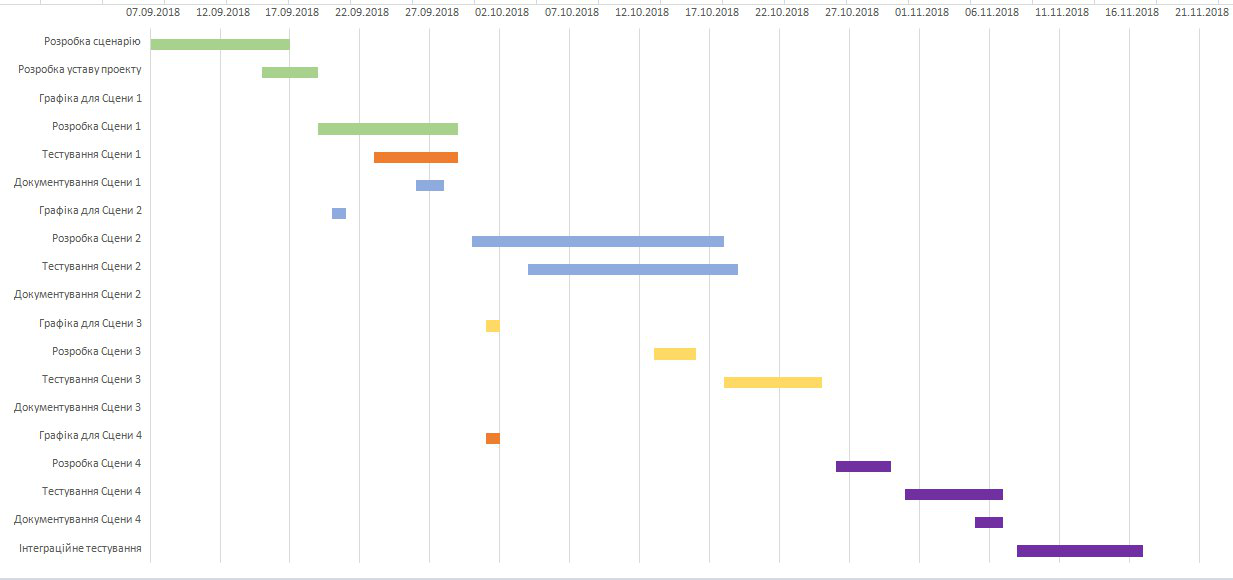 07.09.2018 12.09.2018 17.09.2018 22.09.2018 27.09.2018 02.10.2018 07.10.2018 12.10.2018 17.10.2018 22.10.2018 27.10.2018 01.11.2018 06.11.2018 11.11.2018 16.11.2018 21.11.2018
Розробка сценарію
Розробка уставу проекту
Графіка для Сцени 1
Розробка Сцени 1
Тестування Сцени 1
Документування Сцени 1
Графіка для Сцени 2
Розробка Сцени 2
Тестування Сцени 2
Документування Сцени 2
Графіка для Сцени 3
Розробка Сцени 3
Тестування Сцени 3
Документування Сцени 3
Графіка для Сцени 4
Розробка Сцени 4
Тестування Сцени 4
Документування Сцени 4
Інтеграційне тестування